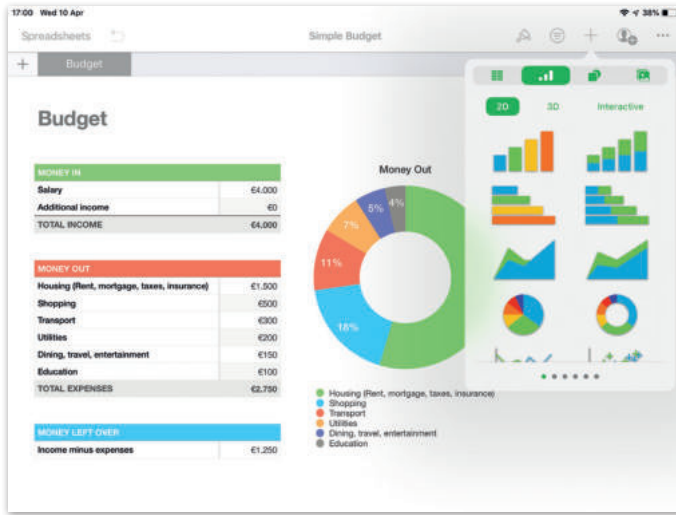 17:00 Wed 10 Apr 38%
Spreadsheets Simple Budget
Budget
2D 3D Interactive
Budget
MONEY IN
Salary €4.000
Additional income €0
TOTAL INCOME €4,000
MONEY OUT
Housing (Rent, mortgage, taxes, insurance) €1.500
Shopping €500
Transport €300
Utilities €200
Dining, travel, entertainment €150
Education €100
TOTAL EXPENSES €2,750
MONEY LEFT OVER
Income minus expenses €1,250
Money Out
4%
5%
7%
11%
18%
Housing (Rent, mortgage, taxes, insurance)
Shopping
Transport
Utilities
Dining, travel, entertainment
Education